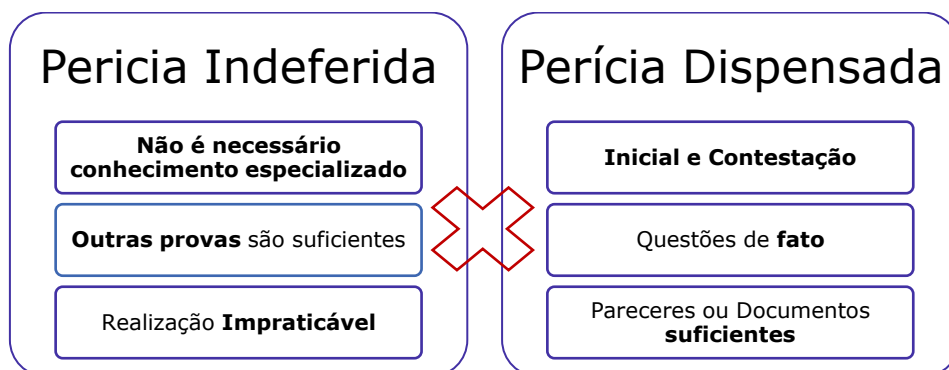 Pericia Indeferida
Não é necessário
conhecimento especializado
Outras provas são suficientes
Realização Impraticável
Perícia Dispensada
Inicial e Contestação
Questões de fato
Pareceres ou Documentos
suficientes